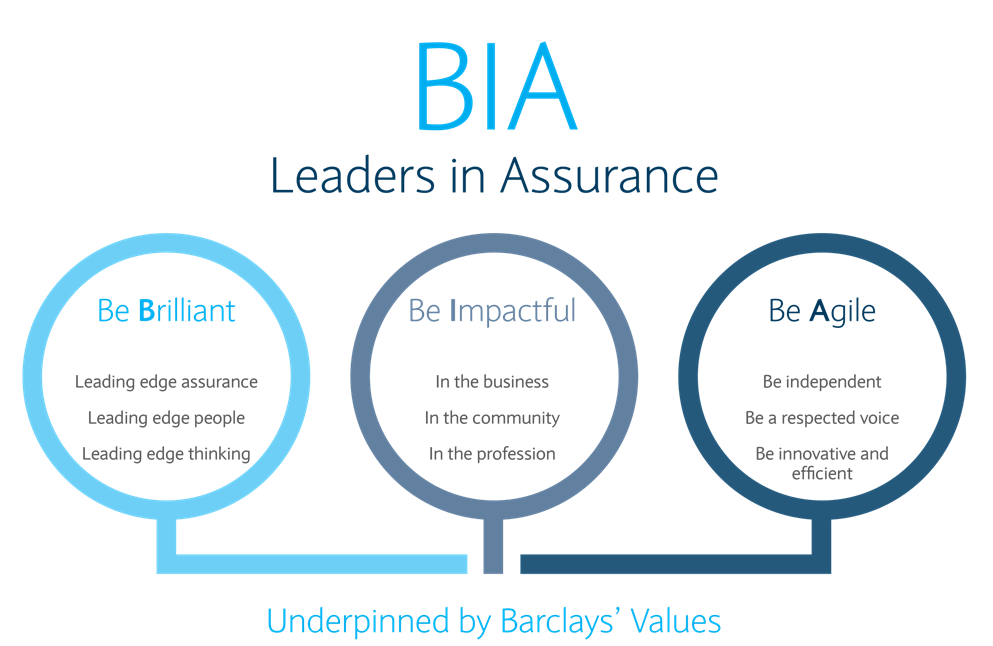 BIA
Leaders in Assurance
Be Brilliant
Leading edge assurance
Leading edge people
Leading edge thinking
Be Impactful
In the business
In the community
In the profession
Be Agile
Be independent
Be a respected voice
Be innovative and
efficient
Underpinned by Barclays’ Values